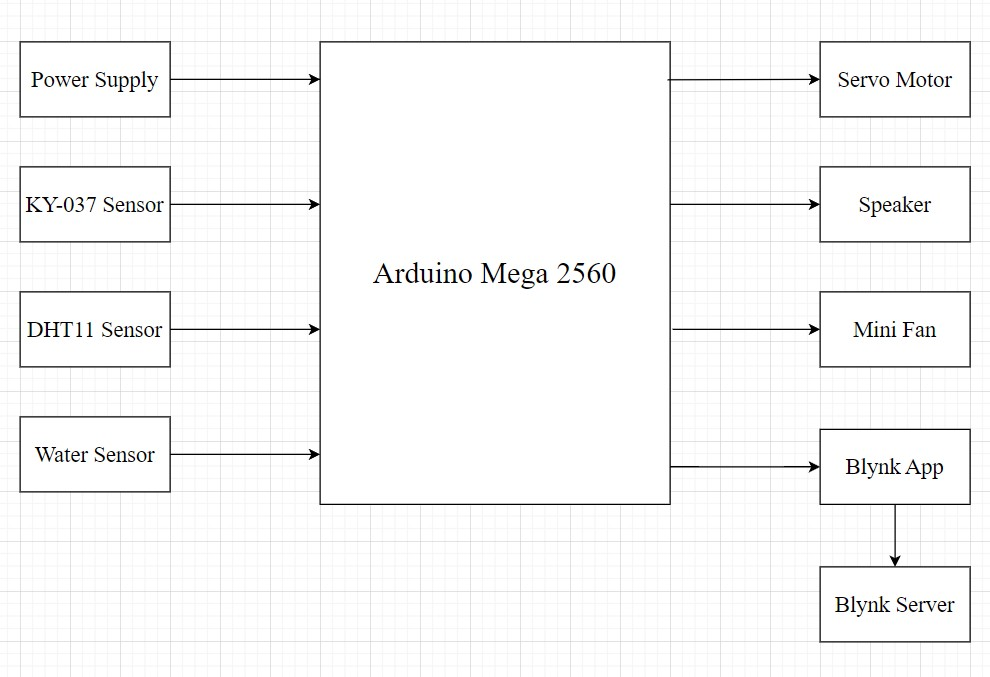 Power Supply
KY-037 Sensor
DHT11 Sensor
Water Sensor
Arduino Mega 2560
Servo Motor
Speaker
Mini Fan
Blynk App
Blynk Server